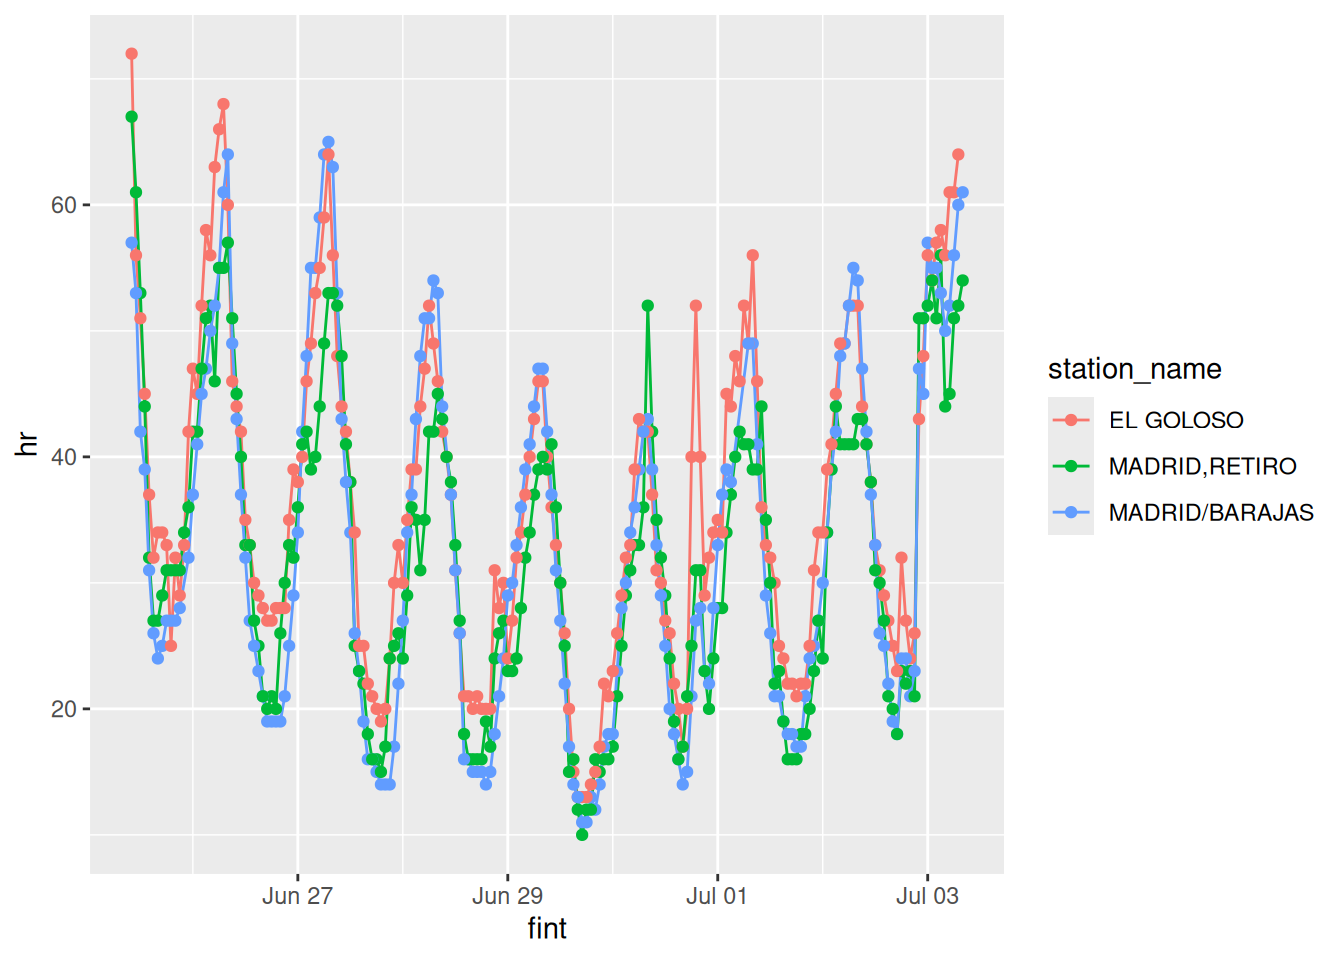 hr
60
40
20
Jun 27
Jun 29
Jul 01
Jul 03
fint
station_name
EL GOLOSO
MADRID,RETIRO
MADRID/BARAJAS